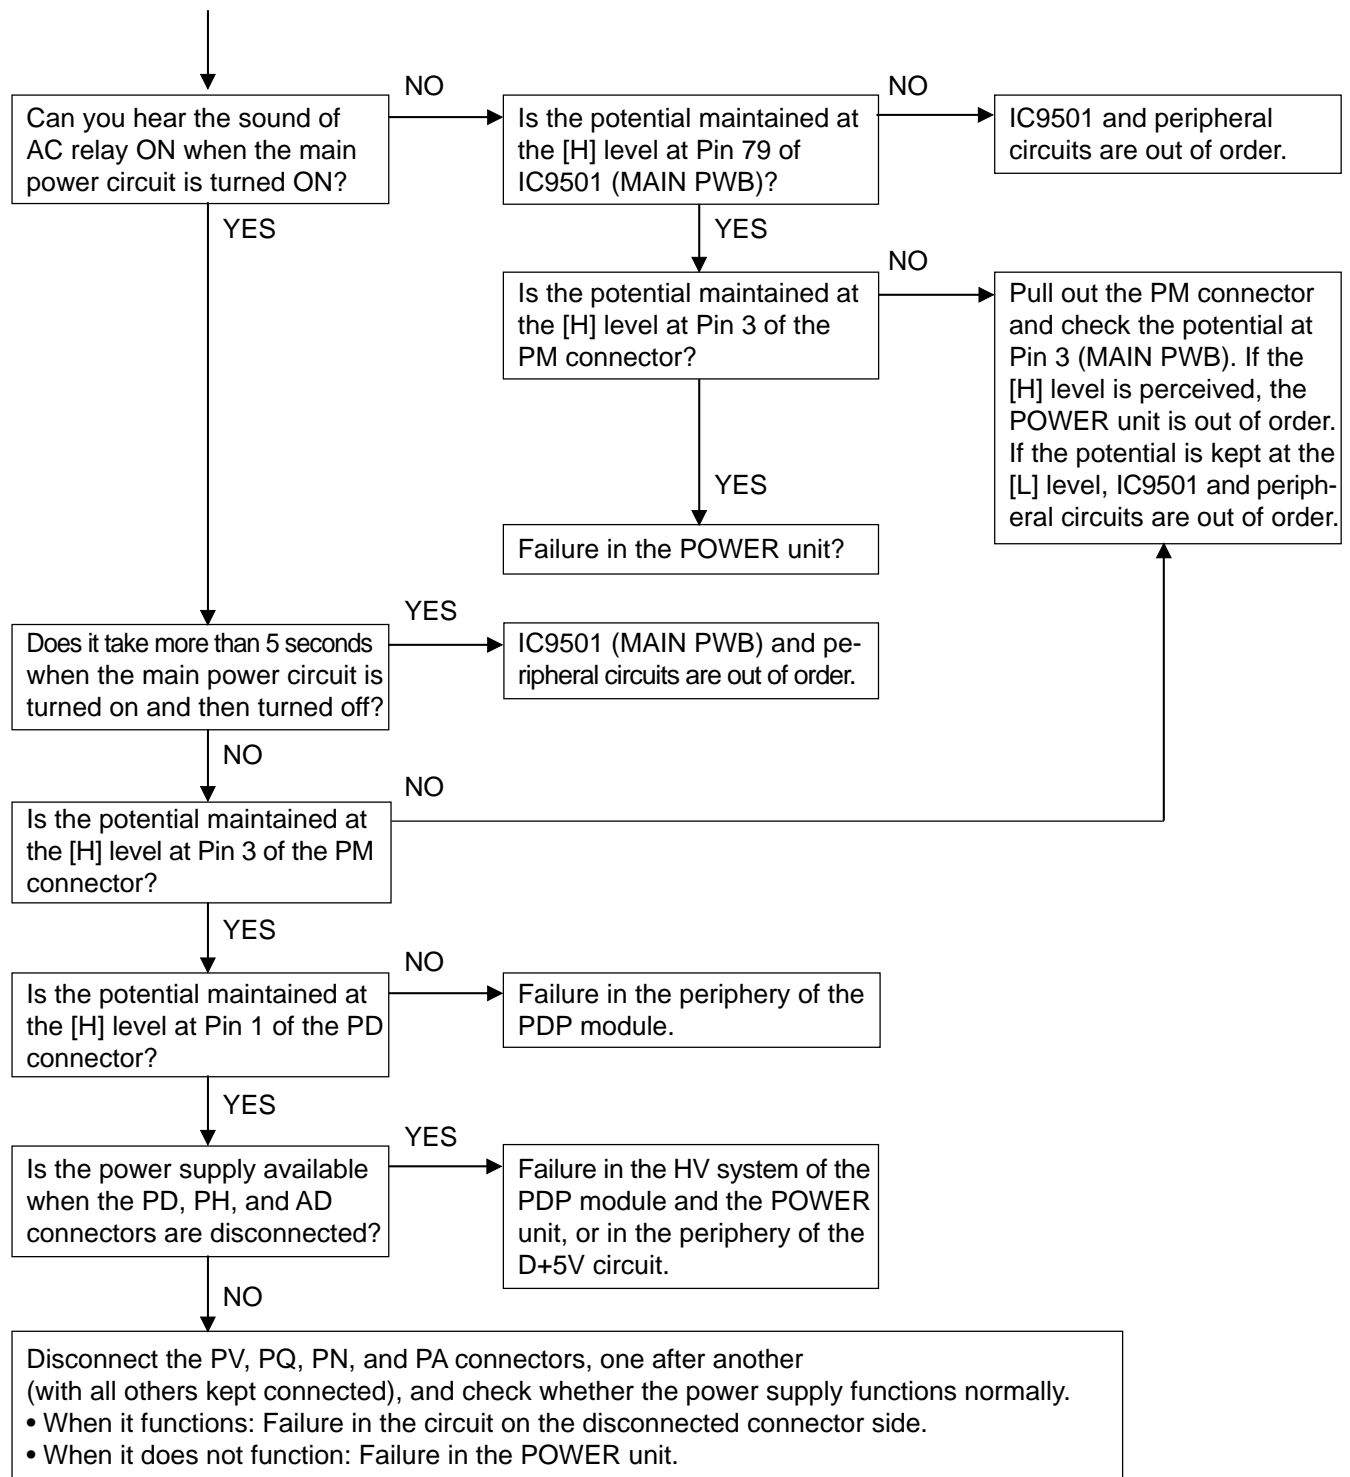 NO
NO
Can you hear the sound of
AC relay ON when the main
power circuit is turned ON?
Is the potential maintained at
the [H] level at Pin 79 of
IC9501 (MAIN PWB)?
IC9501 and peripheral
circuits are out of order.
YES
YES
NO
Is the potential maintained at
the [H] level at Pin 3 of the
PM connector?
Pull out the PM connector
and check the potential at
Pin 3 (MAIN PWB). If the
[H] level is perceived, the
POWER unit is out of order.
If the potential is kept at the
[L] level, IC9501 and periph-
eral circuits are out of order.
YES
Failure in the POWER unit?
YES
Does it take more than 5 seconds
when the main power circuit is
turned on and then turned off?
IC9501 (MAIN PWB) and pe-
ripheral circuits are out of order.
NO
NO
Is the potential maintained at
the [H] level at Pin 3 of the PM
connector?
YES
NO
Is the potential maintained at
the [H] level at Pin 1 of the PD
connector?
Failure in the periphery of the
PDP module.
YES
YES
Is the power supply available
when the PD, PH, and AD
connectors are disconnected?
Failure in the HV system of the
PDP module and the POWER
unit, or in the periphery of the
D+5V circuit.
NO
Disconnect the PV, PQ, PN, and PA connectors, one after another
(with all others kept connected), and check whether the power supply functions normally.
• When it functions: Failure in the circuit on the disconnected connector side.
• When it does not function: Failure in the POWER unit.